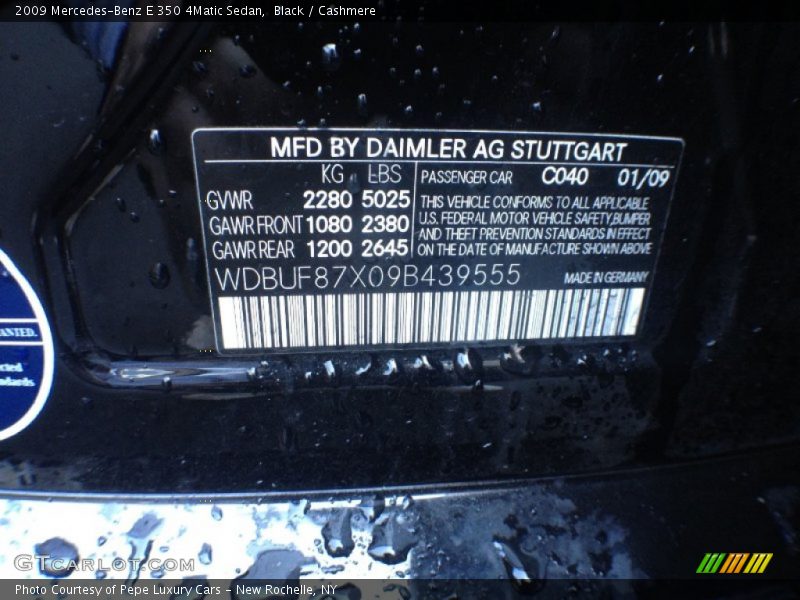 2009 Mercedes-Benz E 350 4Matic Sedan, Black / Cashmere
MFD BY DAIMLER AG STUTTGART
KG LBS
GVWR 2280 5025
GAWR FRONT 1080 2380
GAWR REAR 1200 2645
PASSENGER CAR C040 01/09
THIS VEHICLE CONFORMS TO ALL APPLICABLE
U.S. FEDERAL MOTOR VEHICLE SAFETY, BUMPER
AND THEFT PREVENTION STANDARDS IN EFFECT
ON THE DATE OF MANUFACTURE SHOWN ABOVE
WDBUF87X09B439555 MADE IN GERMANY
GTCARLOT.COM
Photo Courtesy of Pepe Luxury Cars - New Rochelle, NY